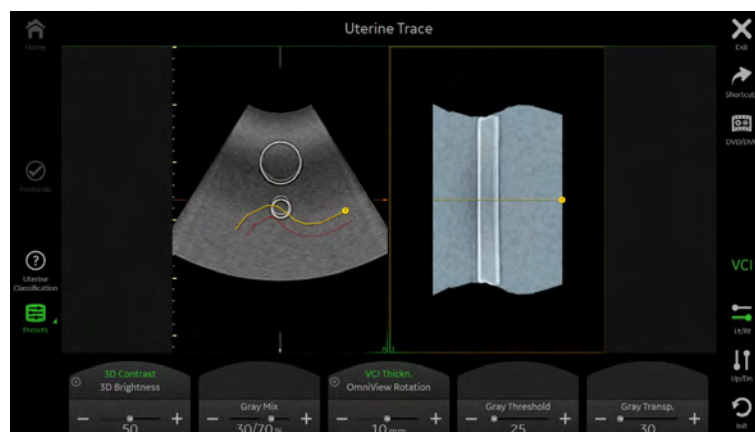 Uterine Trace
Home
Exit
Shortcut
DVD/DVR
Protocols
Uterine
Classification
VCI
Presets
Lt/Rt
Up/Dn
Init
3D Contrast
3D Brightness
50
Gray Mix
30/70%
VCI Thickn.
OmniView Rotation
10 mm
Gray Threshold
25
Gray Transp.
30